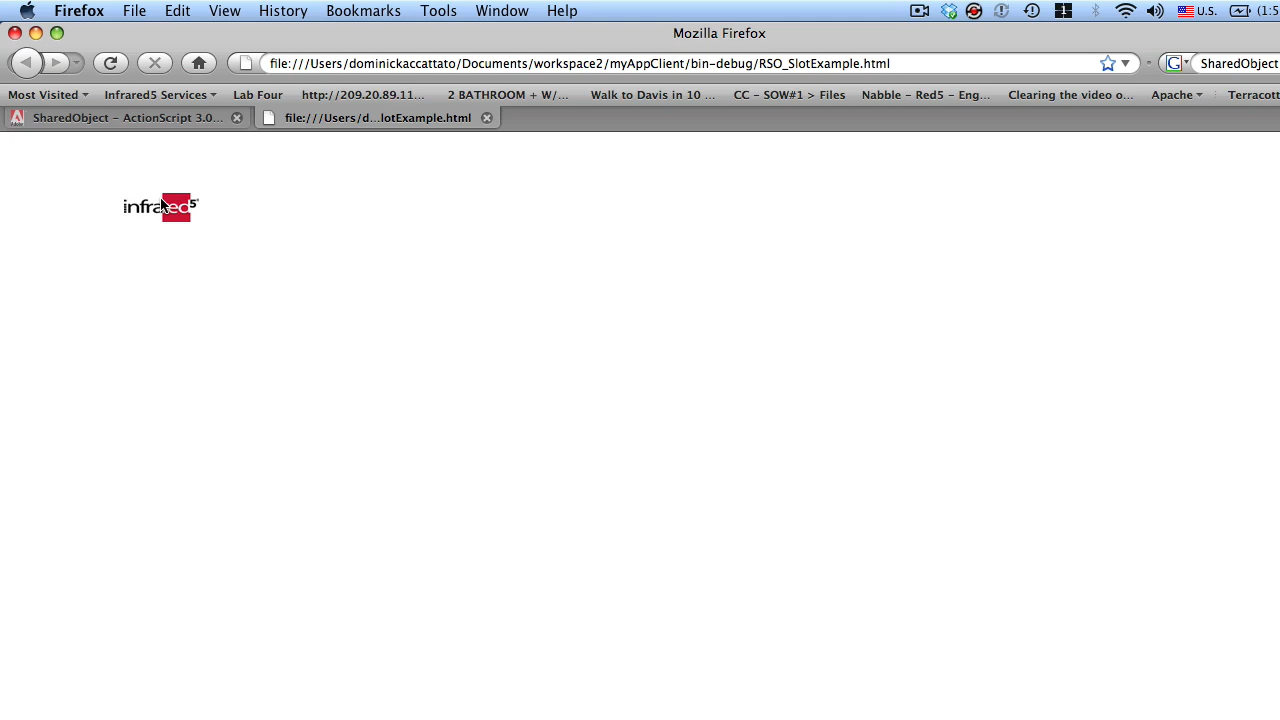 Firefox File Edit View History Bookmarks Tools Window Help 1 U.S. (1:5
Mozilla Firefox
file:///Users/dominickaccattato/Documents/workspace2/myAppClient/bin-debug/RSO_SlotExample.html G SharedObject
Most Visited Infrared5 Services Lab Four http://209.20.89.11... 2 BATHROOM + W/... Walk to Davis in 10 ... CC – SOW#1 > Files Nabble – Red5 – Eng... Clearing the video o... Apache Terracott
SharedObject – ActionScript 3.0... file:///Users/d...lotExample.html
infrared5